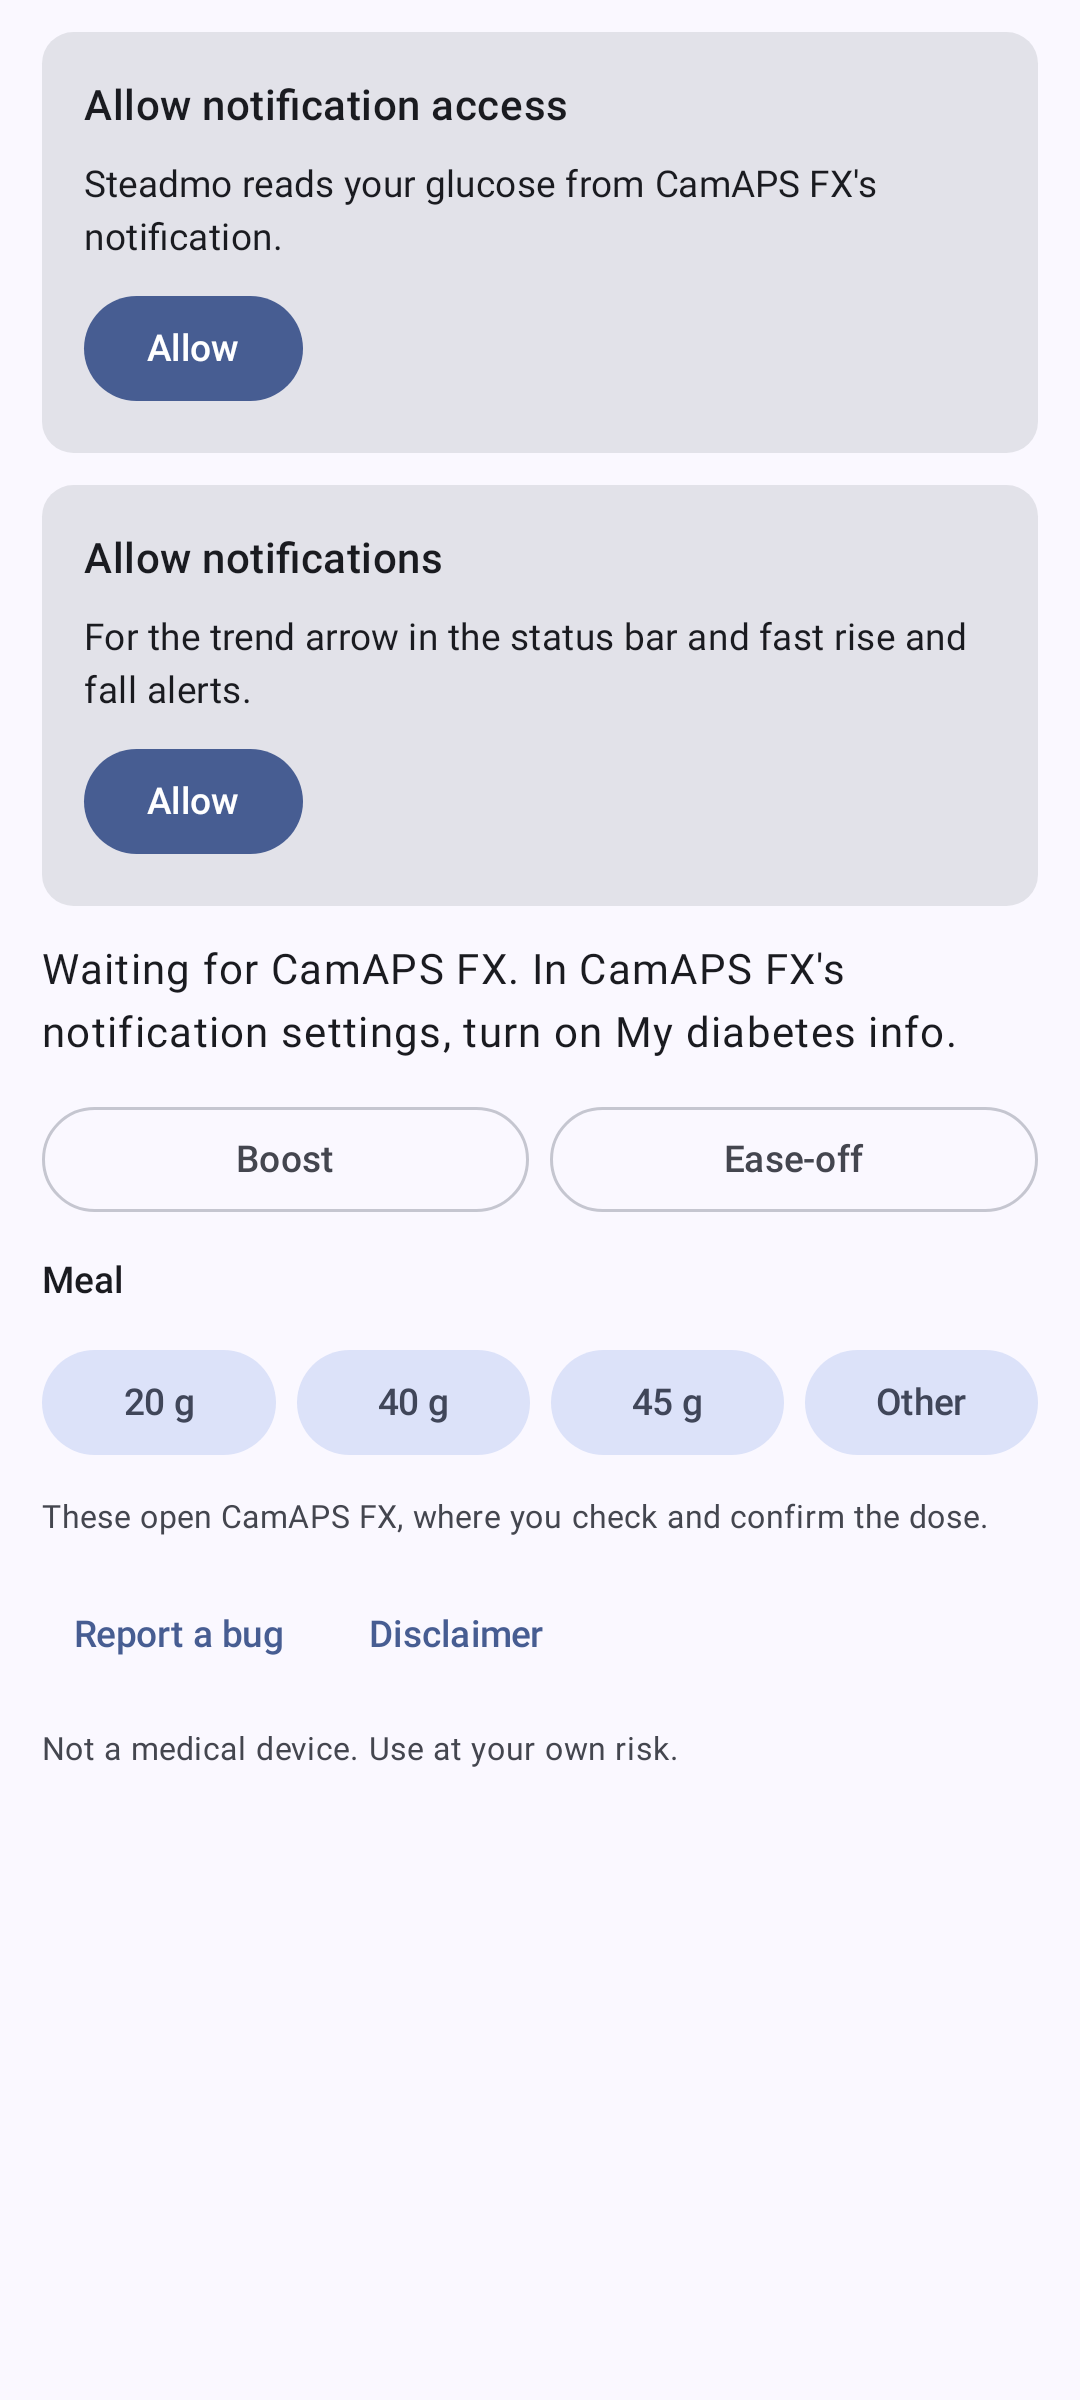 Allow notification access
Steadmo reads your glucose from CamAPS FX's
notification.
Allow
Allow notifications
For the trend arrow in the status bar and fast rise and
fall alerts.
Allow
Waiting for CamAPS FX. In CamAPS FX's
notification settings, turn on My diabetes info.
Boost
Ease-off
Meal
20 g
40 g
45 g
Other
These open CamAPS FX, where you check and confirm the dose.
Report a bug
Disclaimer
Not a medical device. Use at your own risk.